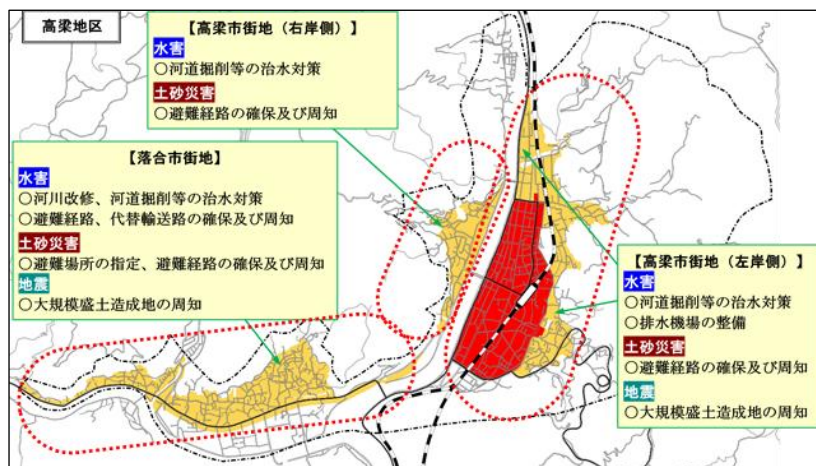 高梁地区
【高梁市街地（右岸側）】
水害
○河道掘削等の治水対策
土砂災害
○避難経路の確保及び周知
【落合市街地】
水害
○河川改修、河道掘削等の治水対策
○避難経路、代替輸送路の確保及び周知
土砂災害
○避難場所の指定、避難経路の確保及び周知
地震
○大規模盛土造成地の周知
【高梁市街地（左岸側）】
水害
○河道掘削等の治水対策
○排水機場の整備
土砂災害
○避難経路の確保及び周知
地震
○大規模盛土造成地の周知